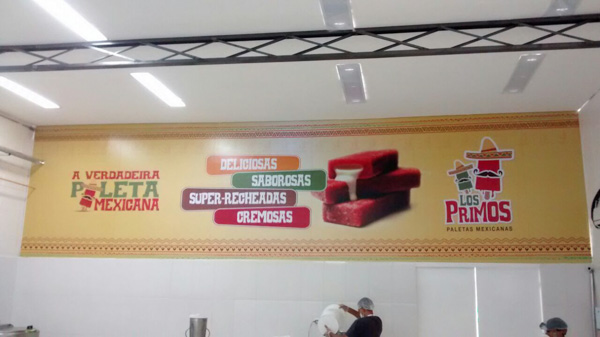 A VERDADEIRA
PALETA
MEXICANA
DELICIOSAS
SABOROSAS
SUPER-RECHEADAS
CREMOSAS
LOS
PRIMOS
PALETAS MEXICANAS